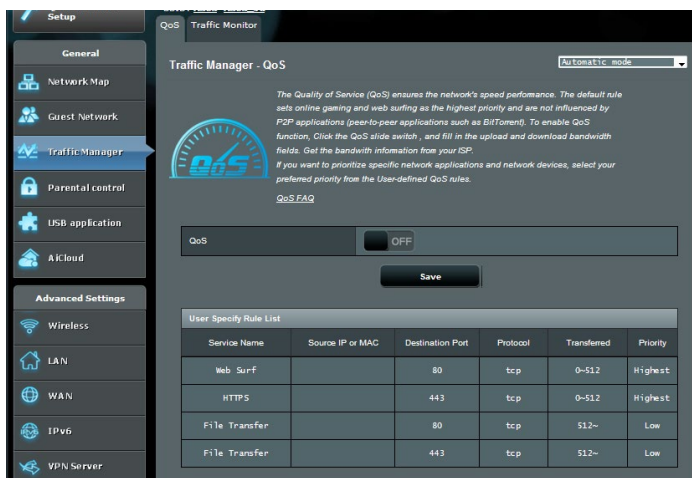 Setup
General
Network Map
Guest Network
Traffic Manager
Parental control
USB application
AiCloud
Advanced Settings
Wireless
LAN
WAN
IPv6
VPN Server
QoS Traffic Monitor
Traffic Manager - QoS
Automatic mode
The Quality of Service (QoS) ensures the network's speed perfomance. The default rule
sets online gaming and web surfing as the highest priority and are not influenced by
P2P applications (peer-to-peer applications such as BitTorrent). To enable QoS
function, Click the QoS slide switch , and fill in the upload and download bandwidth
fields. Get the bandwith information from your ISP.
If you want to prioritize specific network applications and network devices, select your
preferred priority from the User-defined QoS rules.
QoS
QoS FAQ
QoS OFF
Save
User Specify Rule List
Service Name Source IP or MAC Destination Port Protocol Transferred Priority
Web Surf 80 tcp 0~512 Highest
HTTPS 443 tcp 0~512 Highest
File Transfer 80 tcp 512~ Low
File Transfer 443 tcp 512~ Low